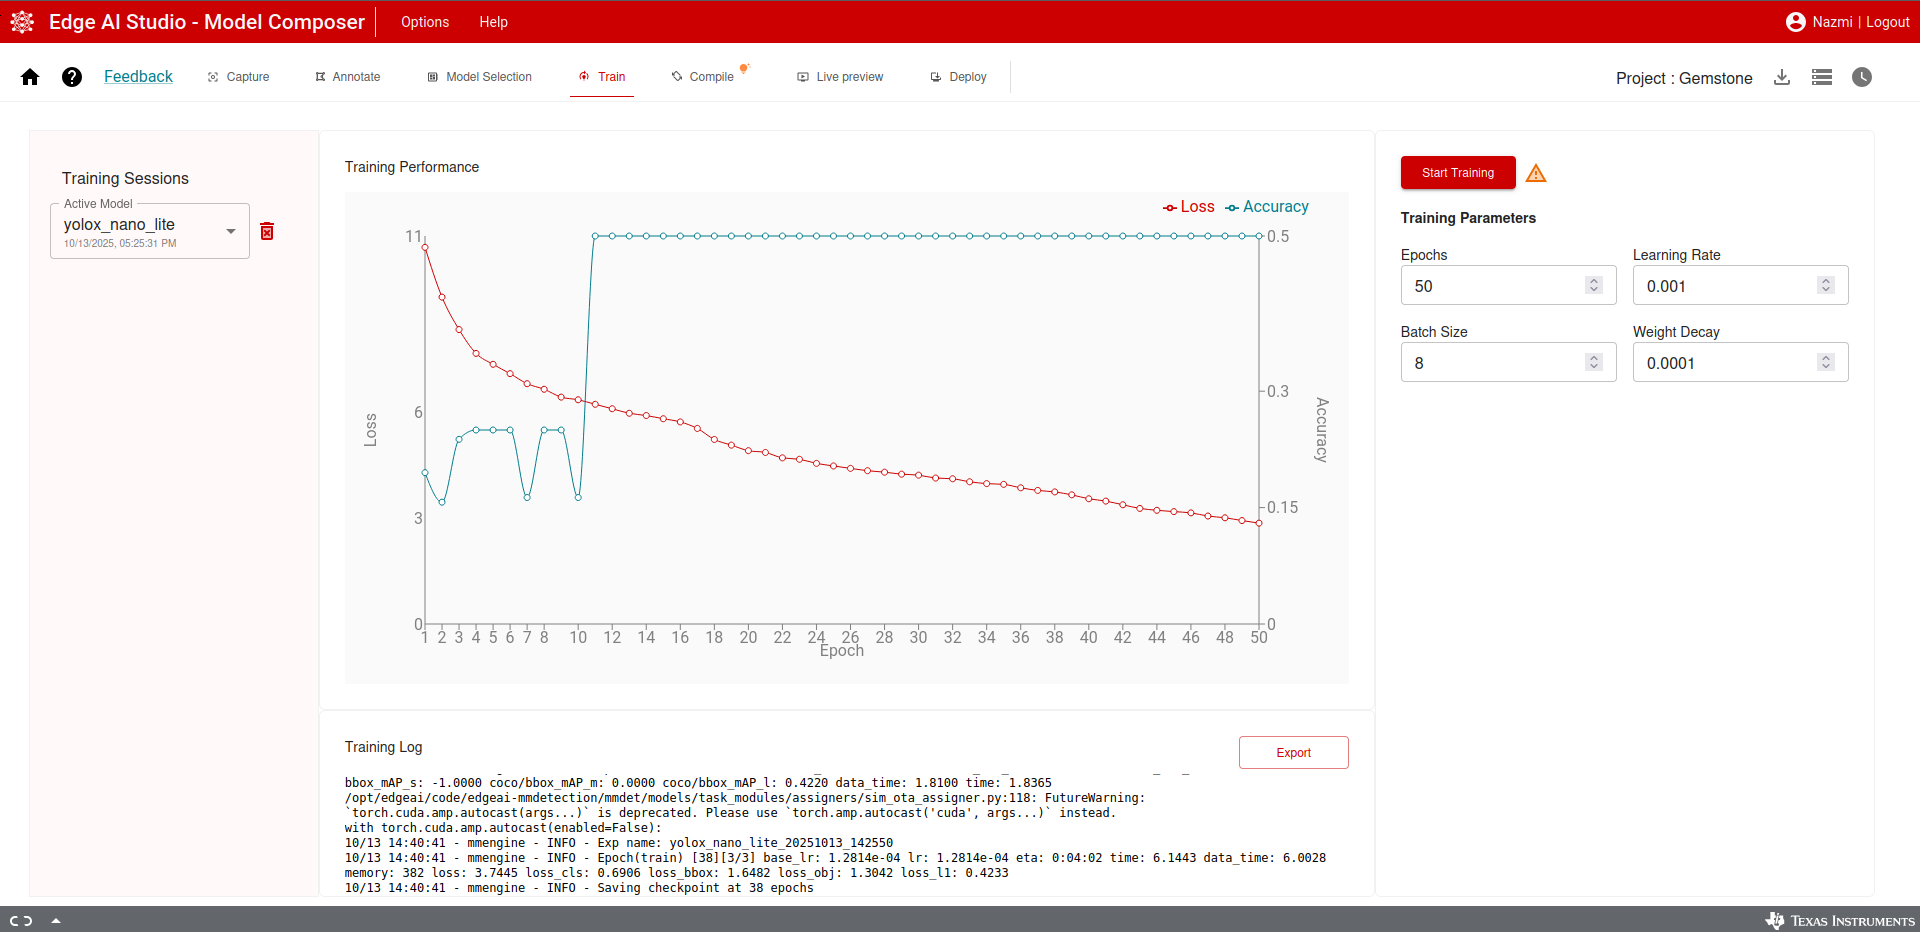 Edge AI Studio - Model Composer
Options
Help
Nazmi | Logout
Feedback
Capture
Annotate
Model Selection
Train
Compile
Live preview
Deploy
Project : Gemstone
Training Sessions
Active Model
yolox_nano_lite
10/13/2025, 05:25:31 PM
Training Performance
Loss
Accuracy
11
6
3
0
Loss
0.5
0.3
0.15
0
Accuracy
1 2 3 4 5 6 7 8 10 12 14 16 18 20 22 24 26 28 30 32 34 36 38 40 42 44 46 48 50
Epoch
Training Log
Export
bbox_mAP_s: -1.0000 coco/bbox_mAP_m: 0.0000 coco/bbox_mAP_l: 0.4220 data_time: 1.8100 time: 1.8365
/opt/edgeai/code/edgeai-mmdetection/mmdet/models/task_modules/assigners/sim_ota_assigner.py:118: FutureWarning:
`torch.cuda.amp.autocast(args...)` is deprecated. Please use `torch.amp.autocast('cuda', args...)` instead.
with torch.cuda.amp.autocast(enabled=False):
10/13 14:40:41 - mmengine - INFO - Exp name: yolox_nano_lite_20251013_142550
10/13 14:40:41 - mmengine - INFO - Epoch(train) [38][3/3] base_lr: 1.2814e-04 lr: 1.2814e-04 eta: 0:04:02 time: 6.1443 data_time: 6.0028
memory: 382 loss: 3.7445 loss_cls: 0.6906 loss_bbox: 1.6482 loss_obj: 1.3042 loss_l1: 0.4233
10/13 14:40:41 - mmengine - INFO - Saving checkpoint at 38 epochs
Start Training
Training Parameters
Epochs
50
Learning Rate
0.001
Batch Size
8
Weight Decay
0.0001
TEXAS INSTRUMENTS